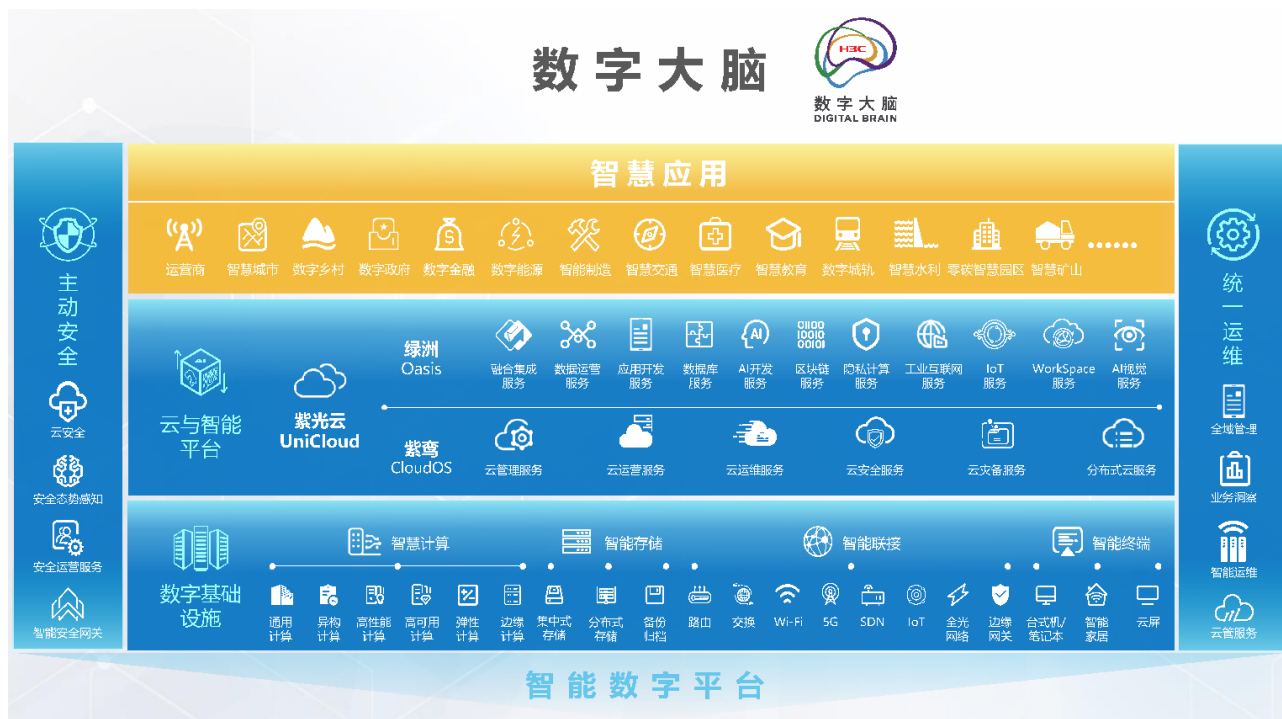 数字大脑
H3C
数字大脑
DIGITAL BRAIN
主动安全
云安全
安全态势感知
安全运营服务
智能安全网关
智慧应用
运营商 智慧城市 数字乡村 数字政府 数字金融 数字能源 智能制造 智慧交通 智慧医疗 智慧教育 数字城轨 智慧水利 零碳智慧园区 智慧矿山 ······
云与智能
平台
紫光云
UniCloud
绿洲
Oasis
融合集成
服务
数据运营
服务
应用开发
服务
数据库
服务
AI
AI开发
服务
01100
10010
00101
区块链
服务
隐私计算
服务
工业互联网
服务
IoT
服务
WorkSpace
服务
AI视觉
服务
紫鸾
CloudOS
云管理服务 云运营服务 云运维服务 云安全服务 云灾备服务 分布式云服务
数字基础
设施
智慧计算
通用
计算
异构
计算
高性能
计算
高可用
计算
弹性
计算
边缘
计算
智能存储
集中式
存储
分布式
存储
备份
归档
智能联接
路由
交换
Wi-Fi
5G
SDN
IoT
全光
网络
边缘
网关
智能终端
台式机/
笔记本
智能
家居
云屏
统一运维
全域管理
业务洞察
智能运维
云管服务
智能数字平台